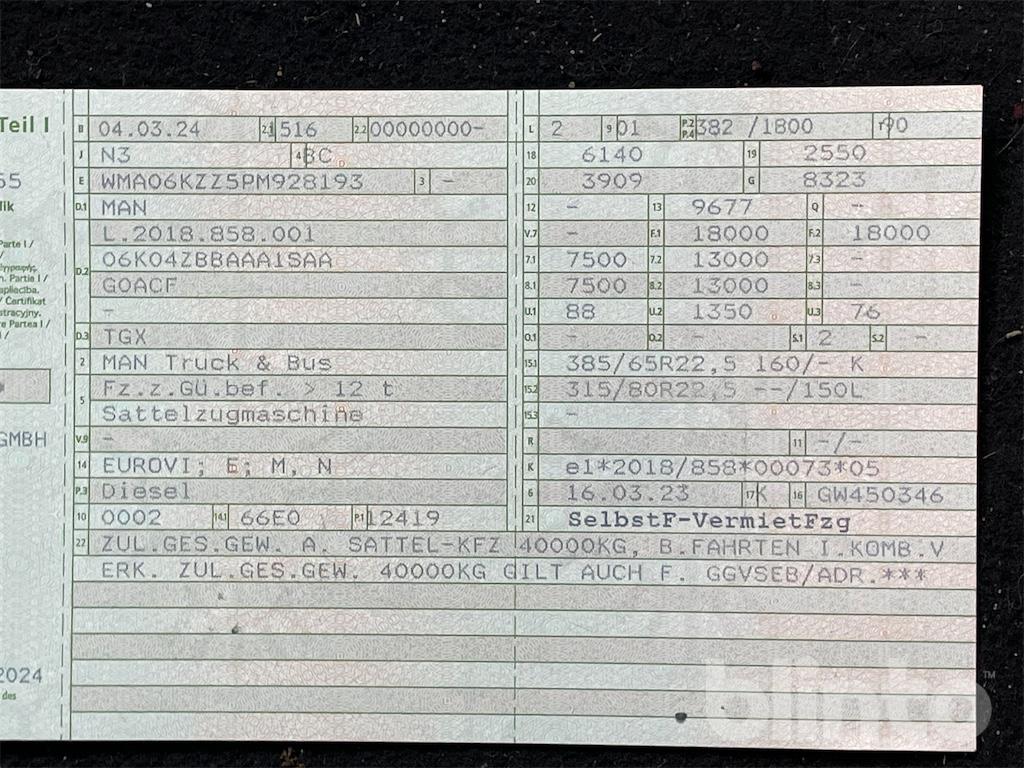 Teil I
B 04.03.24 2.1 516 2.2 00000000-
J N3 4 BC
E WMA06KZZ5PM928193 3 -
D.1 MAN
L.2018.858.001
D.2 06K04ZBBAAA1SAA
G0ACF
-
D.3 TGX
2 MAN Truck & Bus
5 Fz.z.Gü.bef. > 12 t
Sattelzugmaschine
V.9 -
14 EUROVI; E; M, N
P.3 Diesel
10 0002 14.1 66E0 P.1 12419
L 2 9 01 P.2 P.4 382 /1800 T 90
18 6140 19 2550
20 3909 G 8323
12 - 13 9677 Q -
V.7 - F.1 18000 F.2 18000
7.1 7500 7.2 13000 7.3 -
8.1 7500 8.2 13000 8.3 -
U.1 88 U.2 1350 U.3 76
O.1 - O.2 - S.1 2 S.2 -
15.1 385/65R22,5 160/- K
15.2 315/80R22,5 --/150L
15.3 -
R 11 -/-
K e1*2018/858*00073*05
6 16.03.23 17 K 16 GW450346
21 SelbstF-VermietFzg
22 ZUL.GES.GEW. A. SATTEL-KFZ 40000KG, B.FAHRTEN I.KOMB.V
ERK. ZUL.GES.GEW. 40000KG GILT AUCH F. GGVSEB/ADR.***
GMBH
2024
des
blinto™